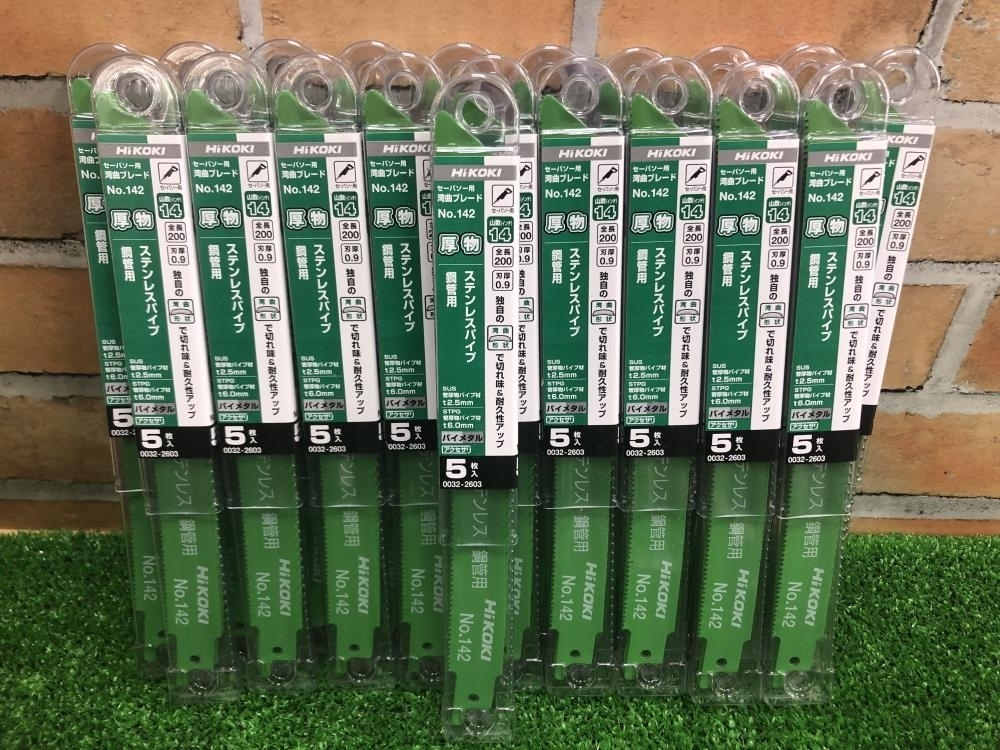 HiKOKI
セーバソー用
湾曲ブレード
No.142
セーバソー用
厚物
山数(インチ)
14
全長
200
刃厚
0.9
ステンレスパイプ
鋼管用
独自の湾曲形状で切れ味&耐久性アップ
SUS
管厚物パイプ材
t2.5mm
STPG
管厚物パイプ材
t6.0mm
バイメタル
アクセサリ
5枚入
0032-2603
テンレス 鋼管用
HiKOKI
No.142